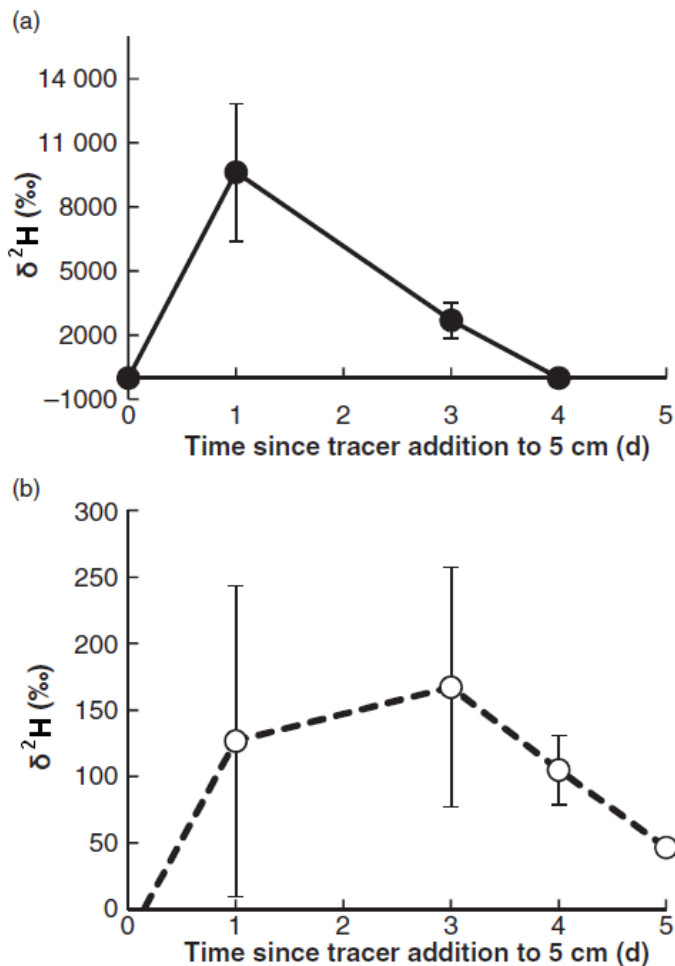 (a)
14 000
11 000
8000
5000
2000
–1000
δ ²H (‰)
0 1 2 3 4 5
Time since tracer addition to 5 cm (d)
(b)
300
250
200
150
100
50
0
δ ²H (‰)
0 1 2 3 4 5
Time since tracer addition to 5 cm (d)